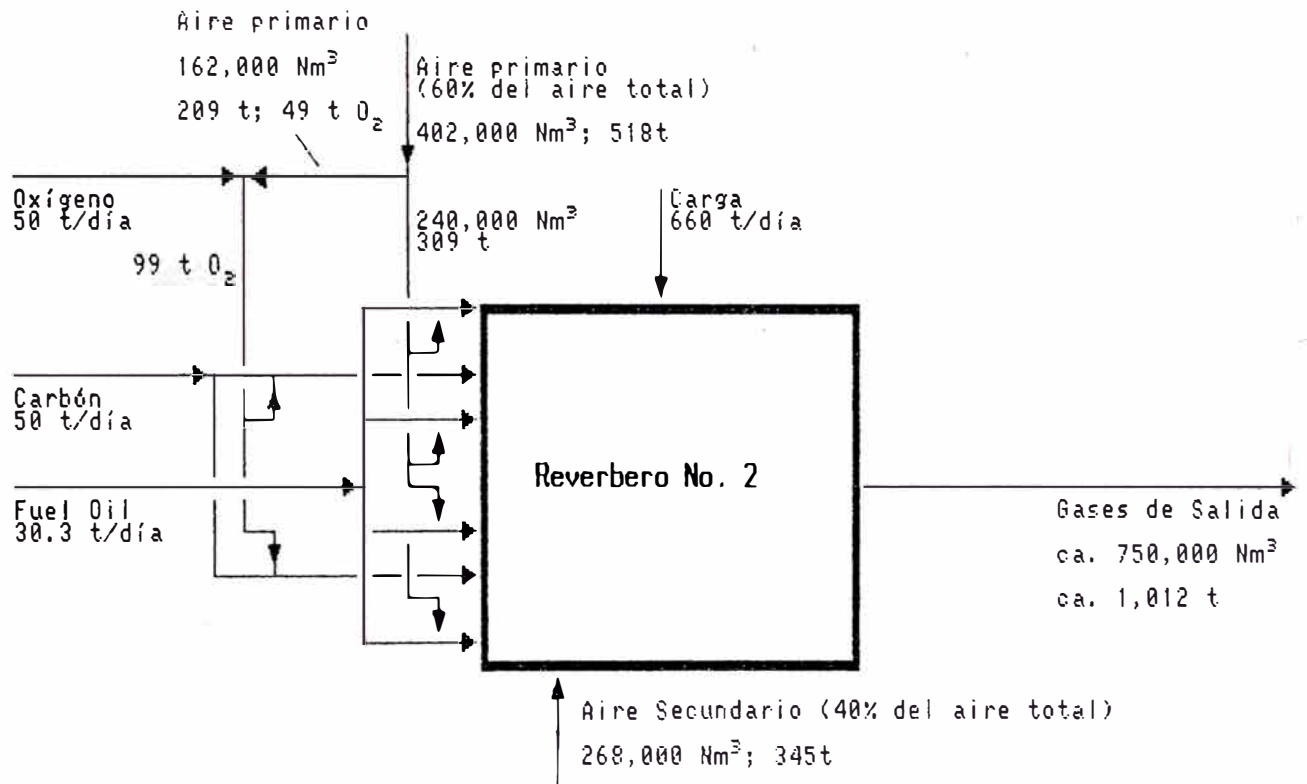 Aire primario
162,000 Nm³
209 t; 49 t O₂
Aire primario
(60% del aire total)
402,000 Nm³; 518t
Oxígeno
50 t/día
240,000 Nm³
309 t
Carga
660 t/día
99 t O₂
Carbón
50 t/día
Fuel Oil
30.3 t/día
Reverbero No. 2
Gases de Salida
ca. 750,000 Nm³
ca. 1,012 t
Aire Secundario (40% del aire total)
268,000 Nm³; 345t